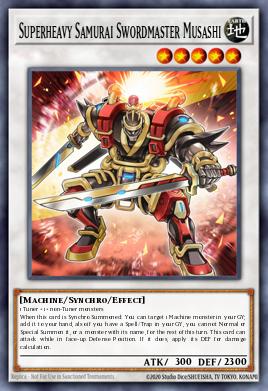 SUPERHEAVY SAMURAI SWORDMASTER MUSASHI
EARTH
地
[MACHINE/SYNCHRO/EFFECT]
1 Tuner + 1+ non-Tuner monsters
When this card is Synchro Summoned: You can target 1 Machine monster in your GY;
add it to your hand, also if you have a Spell/Trap in your GY, you cannot Normal or
Special Summon it, or a monster with its name, for the rest of this turn. This card can
attack while in face-up Defense Position. If it does, apply its DEF for damage
calculation.
ATK/ 300 DEF/2300
Replica - Not For Use in Sanctioned Tournaments
©2020 Studio Dice/SHUEISHA, TV TOKYO, KONAMI